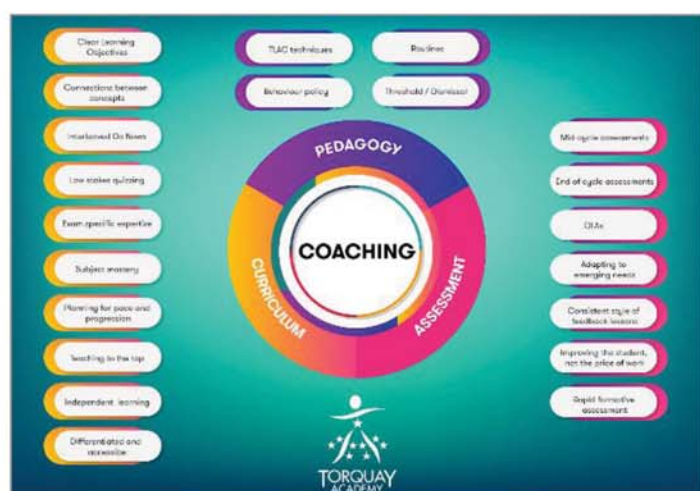 Clear Learning
Objectives
Connections between
concepts
Interleaved Do Nows
Low stakes quizzing
Exam specific expertise
Subject mastery
Planning for pace and
progression
Teaching to the top
Independent learning
Differentiated and
TLAC techniques
Routines
Behaviour policy
Threshold / Dismissal
PEDAGOGY
COACHING
CURRICULUM
ASSESSMENT
Mid cycle assessments
End of cycle assessments
Adapting to
emerging needs
Consistent style of
feedback lessons
Improving the student,
not the price of work
Rapid formative
assessment
TORQUAY
ACADEMY